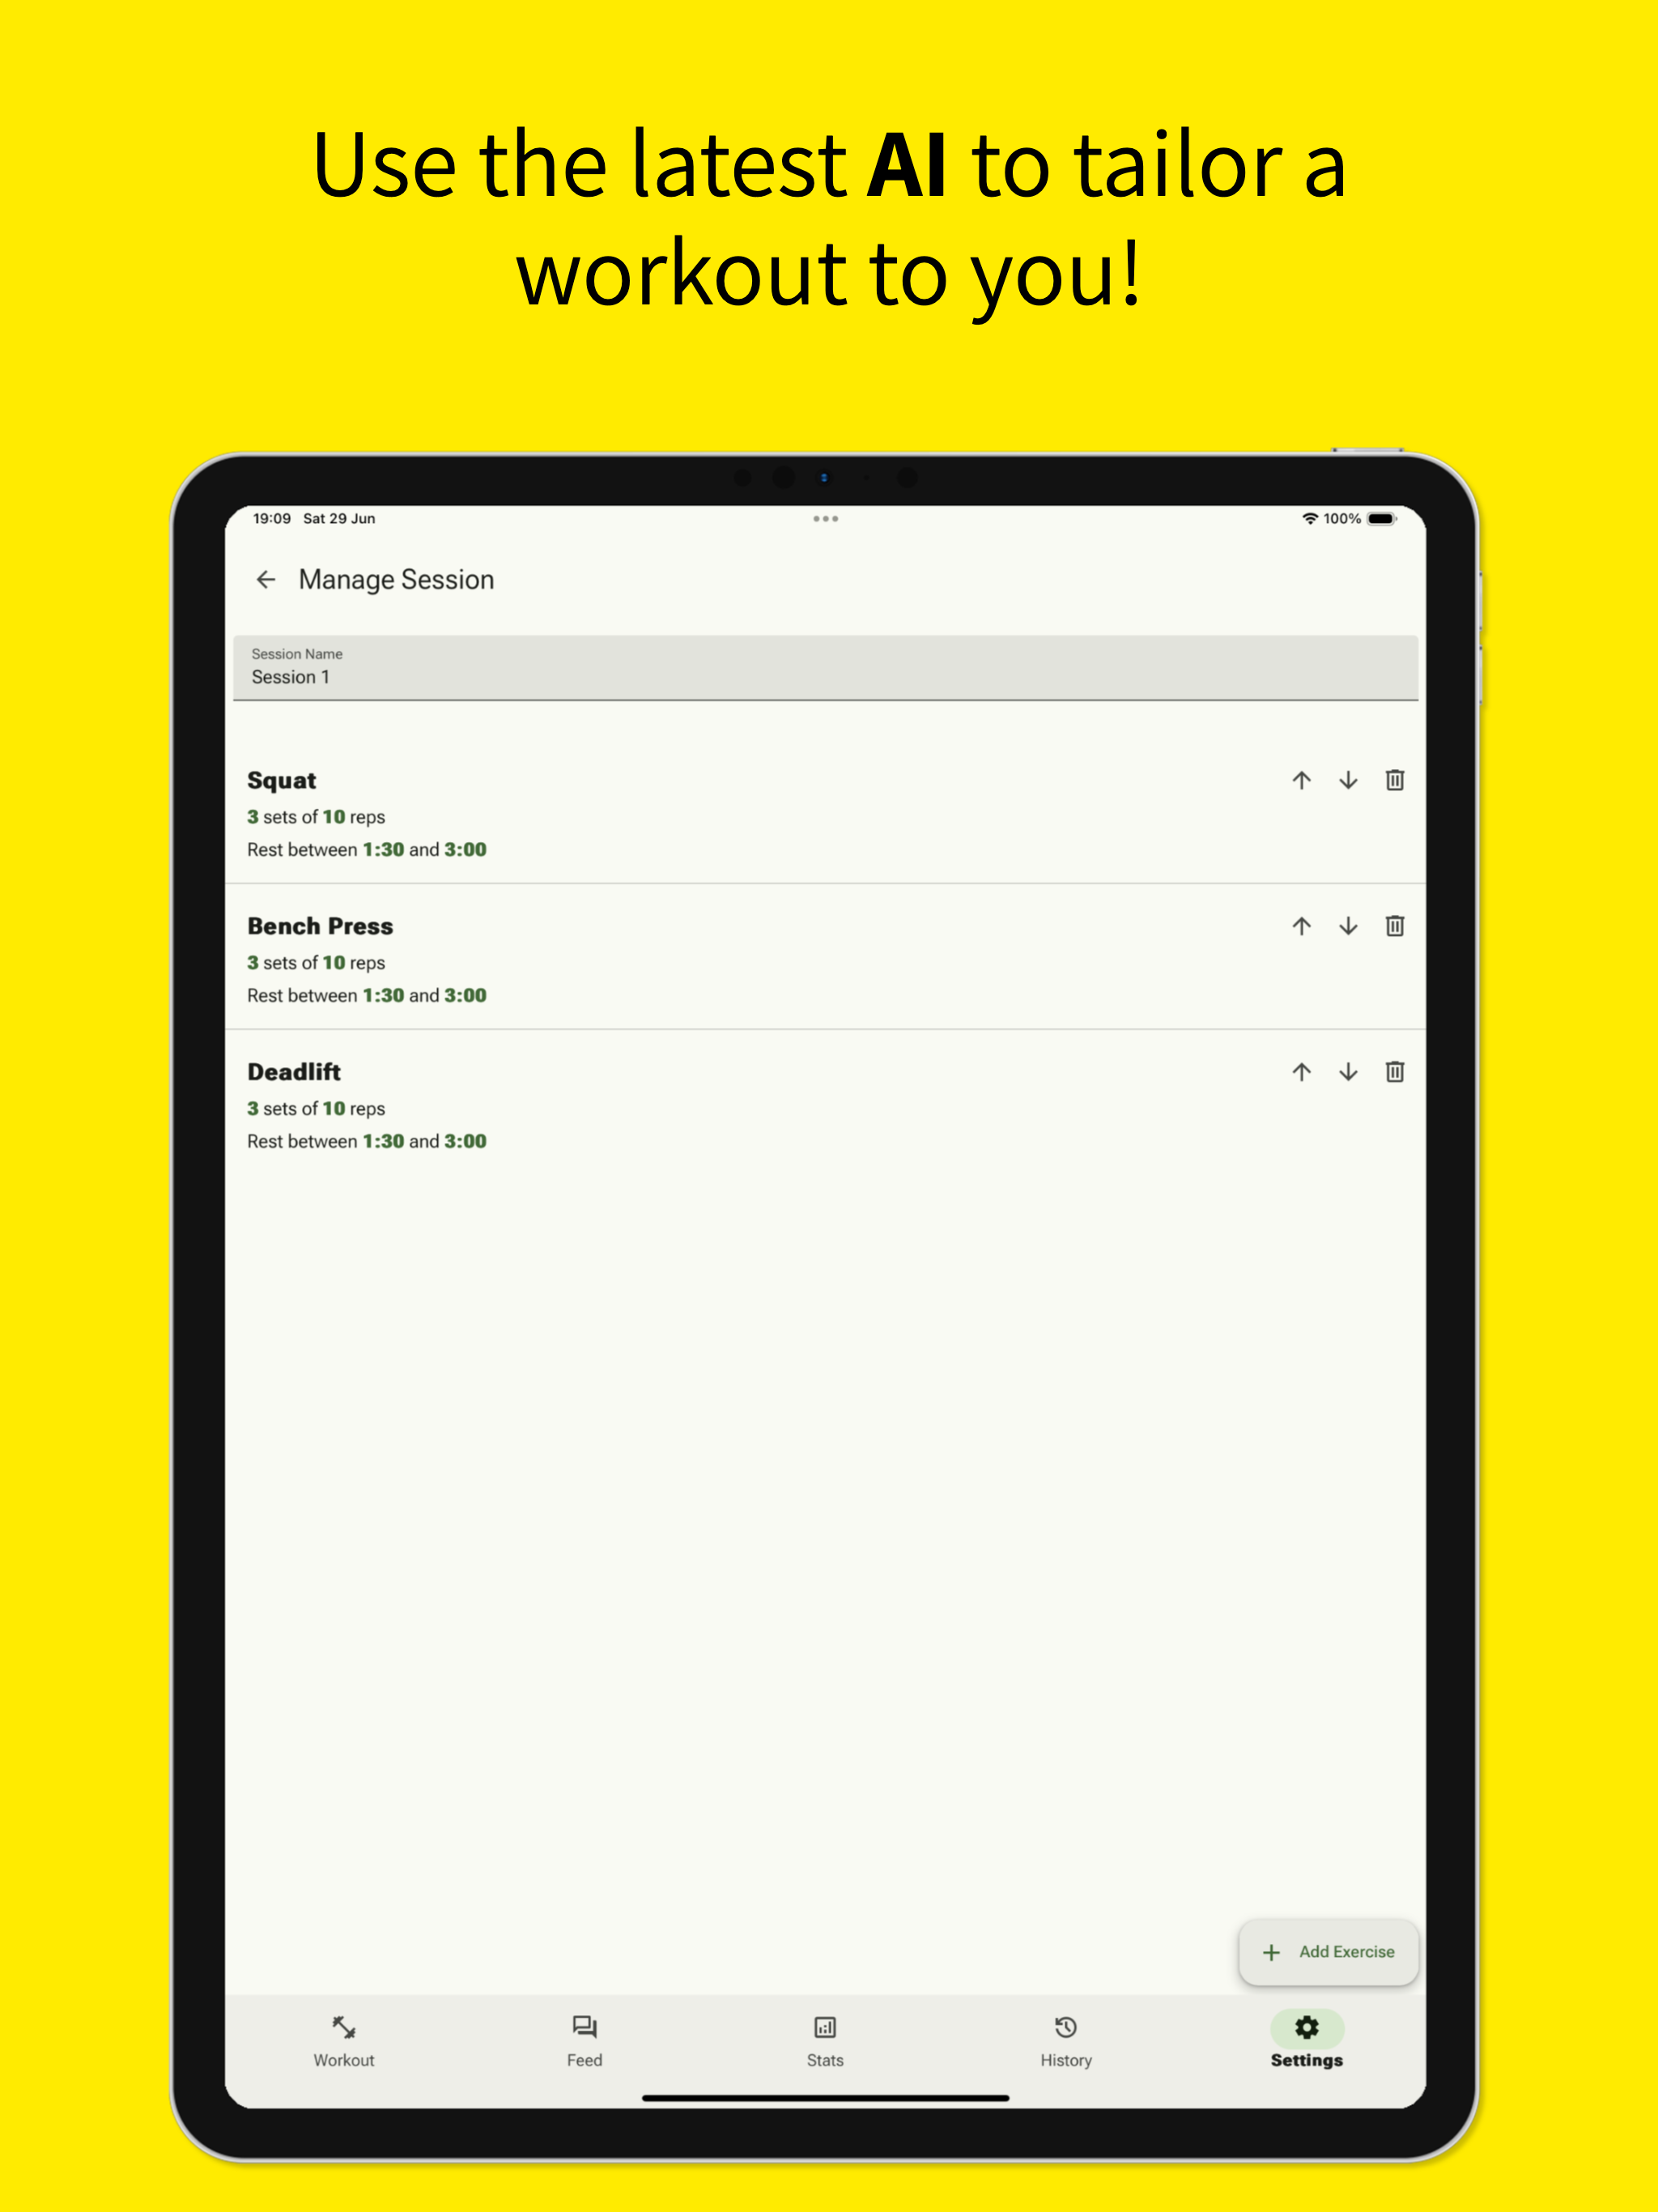 Use the latest AI to tailor a
workout to you!
19:09 Sat 29 Jun
100%
Manage Session
Session Name
Session 1
Squat
3 sets of 10 reps
Rest between 1:30 and 3:00
Bench Press
3 sets of 10 reps
Rest between 1:30 and 3:00
Deadlift
3 sets of 10 reps
Rest between 1:30 and 3:00
Add Exercise
Workout Feed Stats History Settings